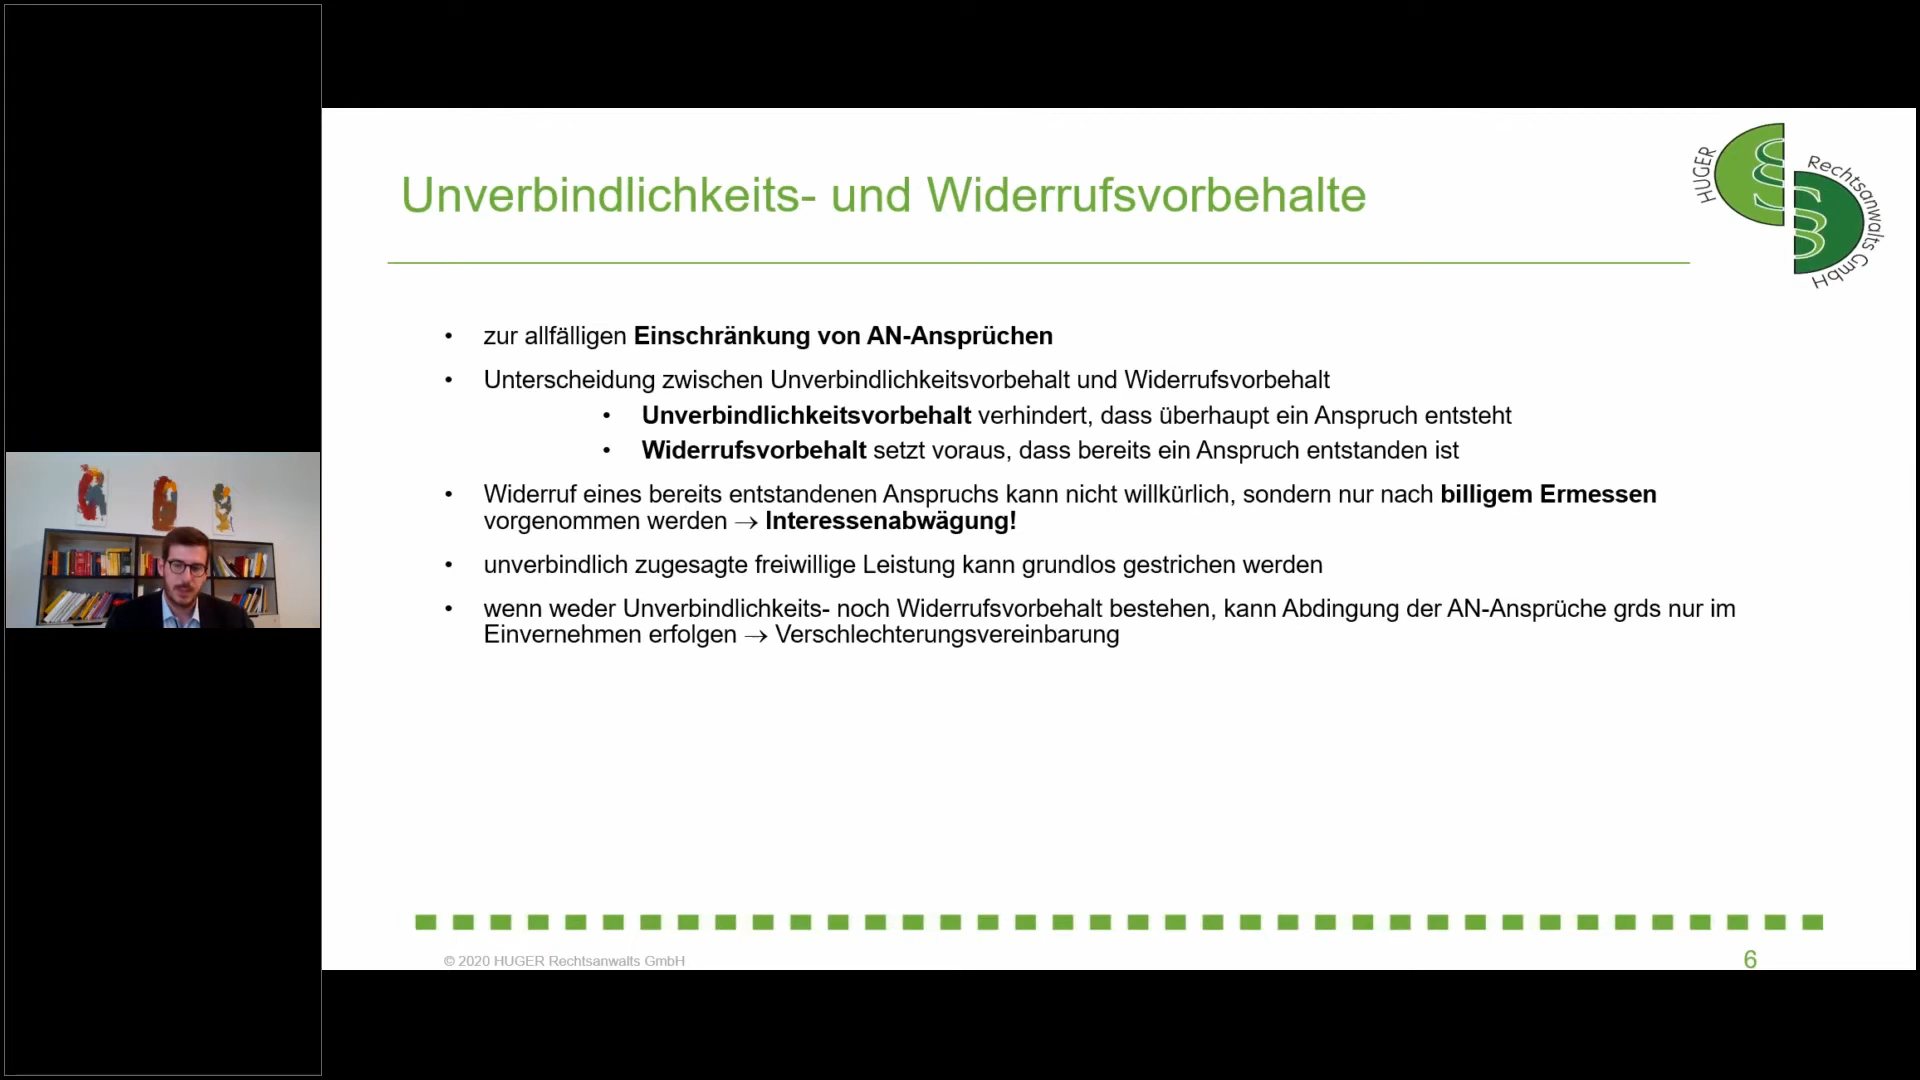 Unverbindlichkeits- und Widerrufsvorbehalte
HUGER
Rechtsanwalts GmbH
• zur allfälligen Einschränkung von AN-Ansprüchen
• Unterscheidung zwischen Unverbindlichkeitsvorbehalt und Widerrufsvorbehalt
• Unverbindlichkeitsvorbehalt verhindert, dass überhaupt ein Anspruch entsteht
• Widerrufsvorbehalt setzt voraus, dass bereits ein Anspruch entstanden ist
• Widerruf eines bereits entstandenen Anspruchs kann nicht willkürlich, sondern nur nach billigem Ermessen
vorgenommen werden → Interessenabwägung!
• unverbindlich zugesagte freiwillige Leistung kann grundlos gestrichen werden
• wenn weder Unverbindlichkeits- noch Widerrufsvorbehalt bestehen, kann Abdingung der AN-Ansprüche grds nur im
Einvernehmen erfolgen → Verschlechterungsvereinbarung
© 2020 HUGER Rechtsanwalts GmbH
6